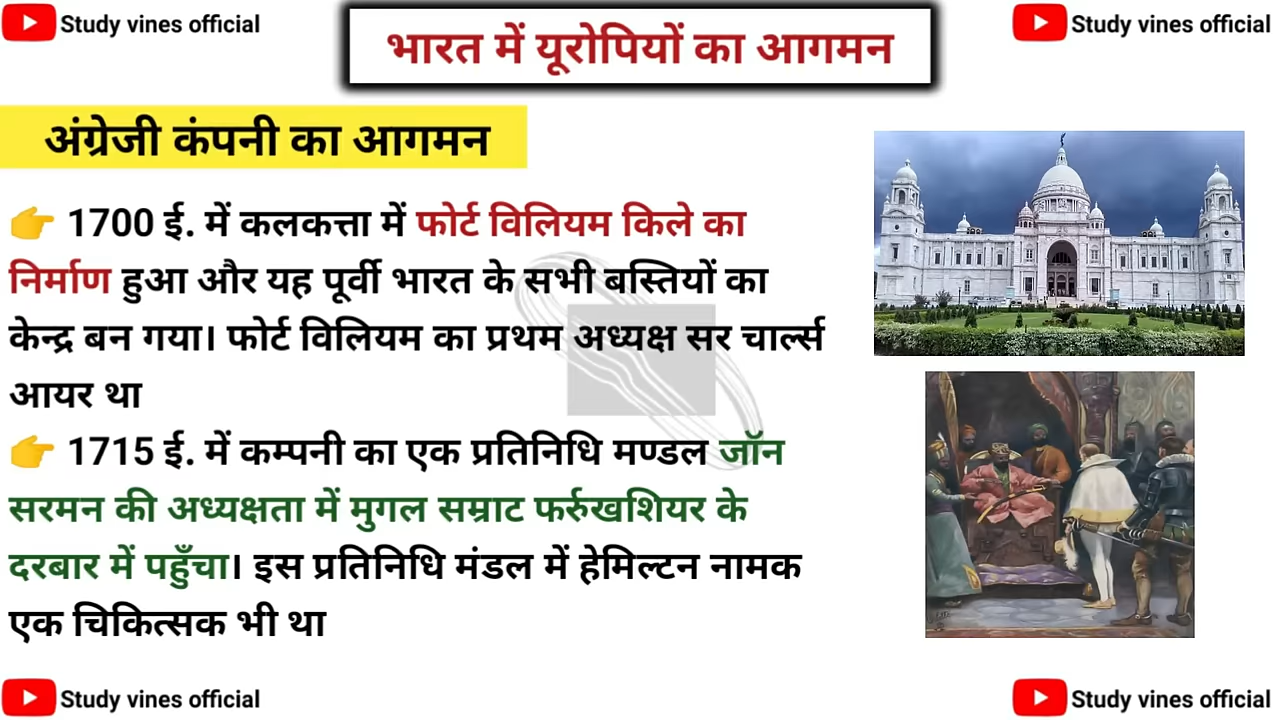 Study vines official
Study vines official
भारत में यूरोपियों का आगमन
अंग्रेजी कंपनी का आगमन
👉 1700 ई. में कलकत्ता में फोर्ट विलियम किले का
निर्माण हुआ और यह पूर्वी भारत के सभी बस्तियों का
केन्द्र बन गया। फोर्ट विलियम का प्रथम अध्यक्ष सर चार्ल्स
आयर था
👉 1715 ई. में कम्पनी का एक प्रतिनिधि मण्डल जॉन
सरमन की अध्यक्षता में मुगल सम्राट फर्रुखशियर के
दरबार में पहुँचा। इस प्रतिनिधि मंडल में हेमिल्टन नामक
एक चिकित्सक भी था
Study vines official
Study vines official